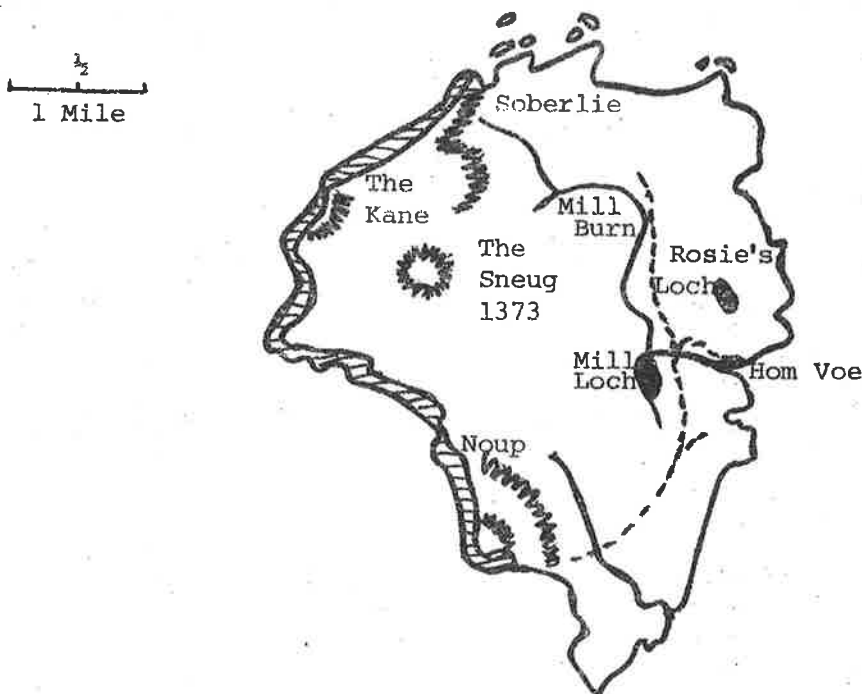 ½
1 Mile
Soberlie
The
Kane
Mill
Burn
The
Sneug
1373
Rosie's
Loch
Mill
Loch
Hom Voe
Noup